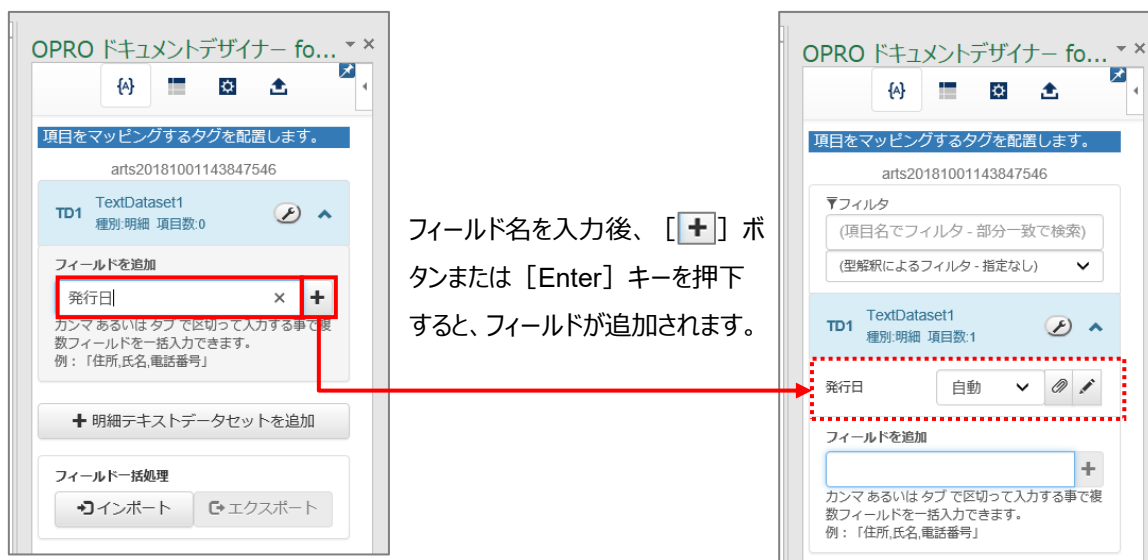 OPRO ドキュメントデザイナー fo...
{A}
項目をマッピングするタグを配置します。
arts20181001143847546
TD1 TextDataset1
種別:明細 項目数:0
フィールドを追加
発行日 × +
カンマ あるいは タブ で区切って入力する事で複
数フィールドを一括入力できます。
例：「住所,氏名,電話番号」
+ 明細テキストデータセットを追加
フィールド一括処理
インポート エクスポート
フィールド名を入力後、［+］ボ
タンまたは［Enter］キーを押下
すると、フィールドが追加されます。
OPRO ドキュメントデザイナー fo...
{A}
項目をマッピングするタグを配置します。
arts20181001143847546
フィルタ
(項目名でフィルタ - 部分一致で検索)
(型解釈によるフィルタ - 指定なし)
TD1 TextDataset1
種別:明細 項目数:1
発行日 自動
フィールドを追加
+
カンマ あるいは タブ で区切って入力する事で複
数フィールドを一括入力できます。
例：「住所,氏名,電話番号」